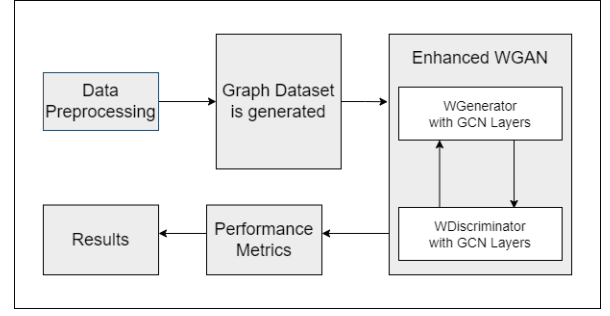 Data
Preprocessing
Graph Dataset
is generated
Enhanced WGAN
WGenerator
with GCN Layers
WDiscriminator
with GCN Layers
Performance
Metrics
Results